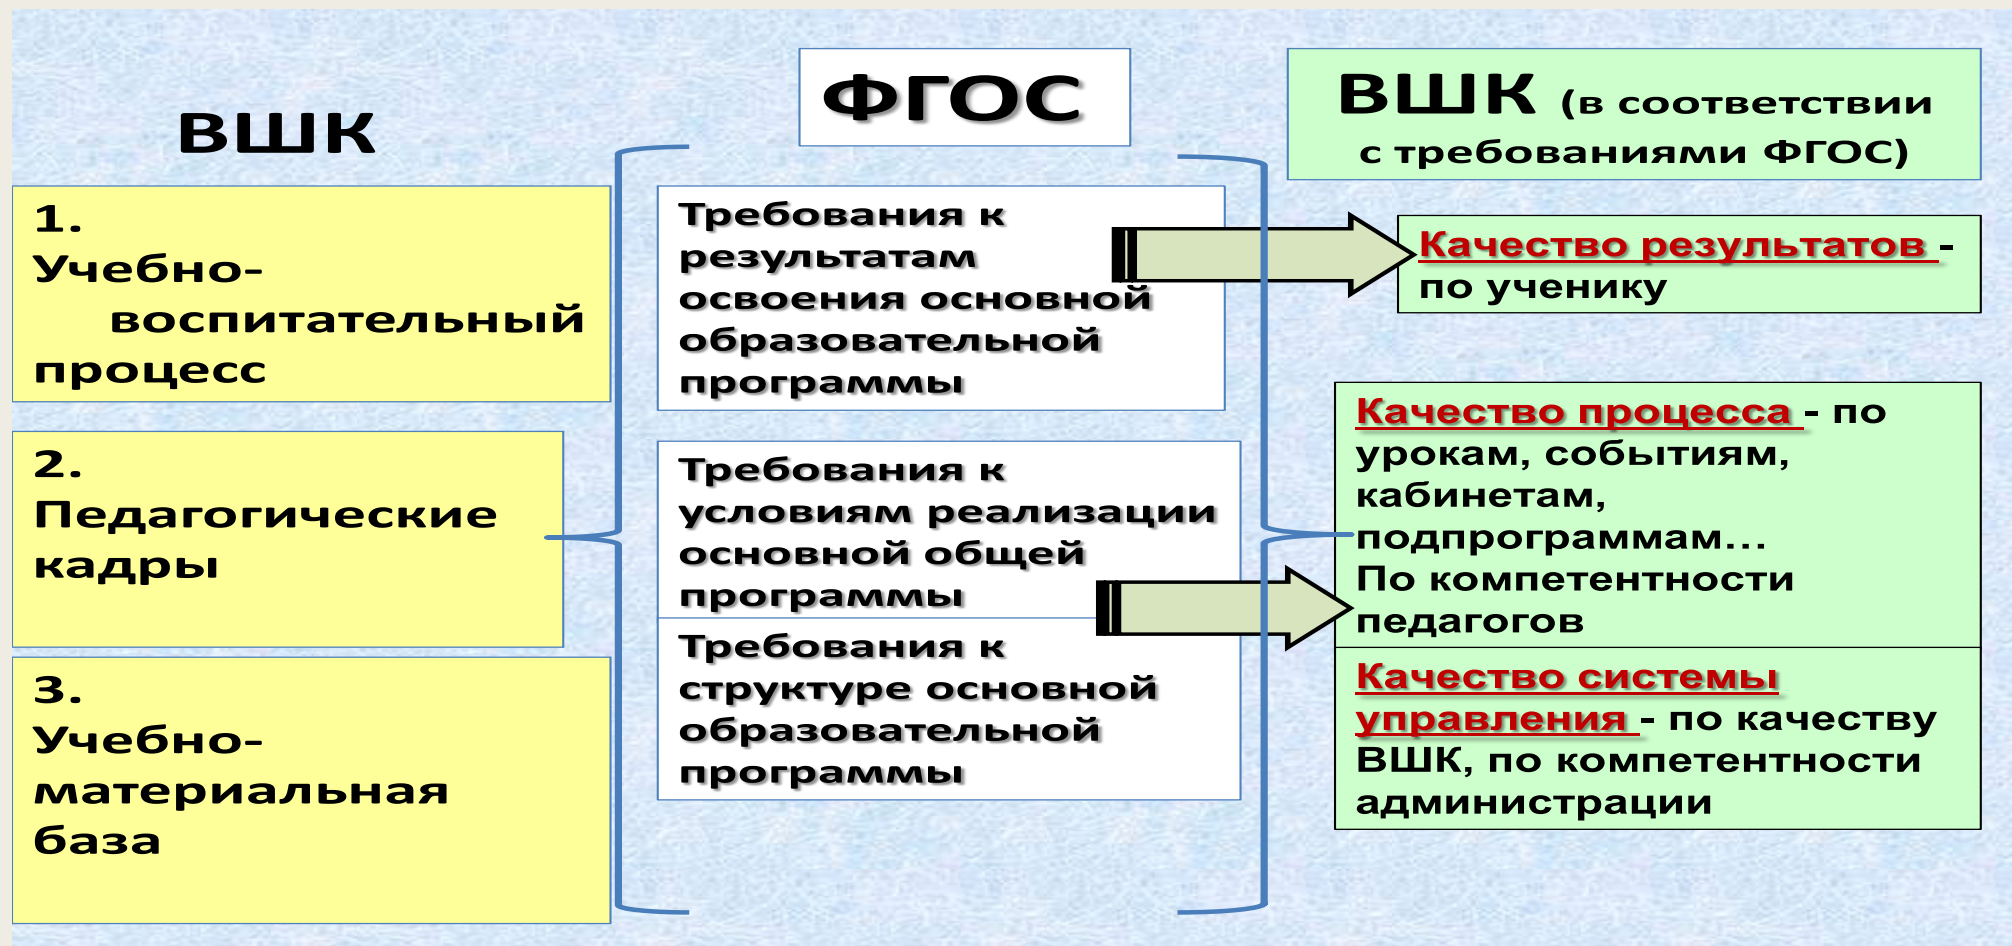 ВШК
1.
Учебно-
воспитательный
процесс
2.
Педагогические
кадры
3.
Учебно-
материальная
база
ФГОС
Требования к
результатам
освоения основной
образовательной
программы
Требования к
условиям реализации
основной общей
программы
Требования к
структуре основной
образовательной
программы
ВШК (в соответствии
с требованиями ФГОС)
Качество результатов -
по ученику
Качество процесса - по
урокам, событиям,
кабинетам,
подпрограммам...
По компетентности
педагогов
Качество системы
управления - по качеству
ВШК, по компетентности
администрации